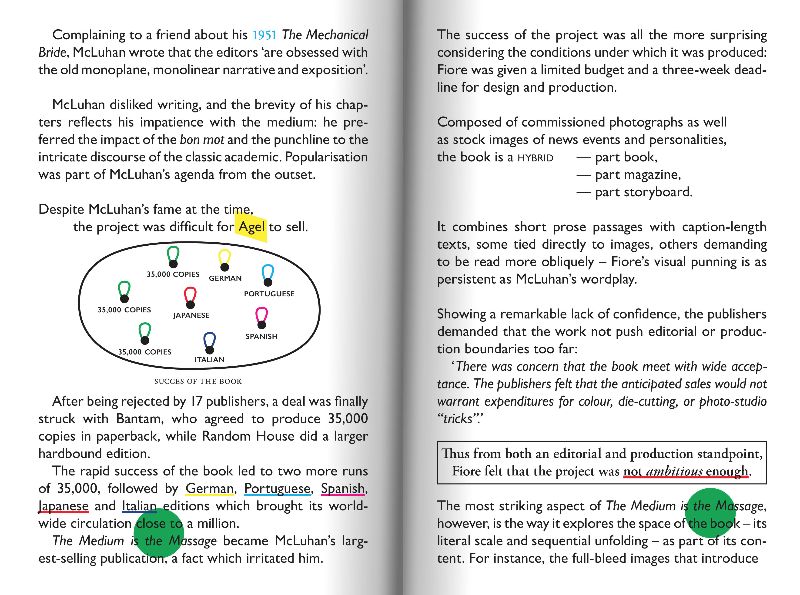 Complaining to a friend about his 1951 The Mechanical
Bride, McLuhan wrote that the editors ‘are obsessed with
the old monoplane, monolinear narrative and exposition’.
McLuhan disliked writing, and the brevity of his chap-
ters reflects his impatience with the medium: he pre-
ferred the impact of the bon mot and the punchline to the
intricate discourse of the classic academic. Popularisation
was part of McLuhan’s agenda from the outset.
Despite McLuhan’s fame at the time,
the project was difficult for Agel to sell.
35,000 COPIES
GERMAN
PORTUGUESE
35,000 COPIES
JAPANESE
SPANISH
35,000 COPIES
ITALIAN
SUCCES OF THE BOOK
After being rejected by 17 publishers, a deal was finally
struck with Bantam, who agreed to produce 35,000
copies in paperback, while Random House did a larger
hardbound edition.
The rapid success of the book led to two more runs
of 35,000, followed by German, Portuguese, Spanish,
Japanese and Italian editions which brought its world-
wide circulation close to a million.
The Medium is the Massage became McLuhan’s larg-
est-selling publication, a fact which irritated him.
The success of the project was all the more surprising
considering the conditions under which it was produced:
Fiore was given a limited budget and a three-week dead-
line for design and production.
Composed of commissioned photographs as well
as stock images of news events and personalities,
the book is a HYBRID — part book,
— part magazine,
— part storyboard.
It combines short prose passages with caption-length
texts, some tied directly to images, others demanding
to be read more obliquely – Fiore’s visual punning is as
persistent as McLuhan’s wordplay.
Showing a remarkable lack of confidence, the publishers
demanded that the work not push editorial or produc-
tion boundaries too far:
‘There was concern that the book meet with wide accep-
tance. The publishers felt that the anticipated sales would not
warrant expenditures for colour, die-cutting, or photo-studio
“tricks”.’
Thus from both an editorial and production standpoint,
Fiore felt that the project was not ambitious enough.
The most striking aspect of The Medium is the Massage,
however, is the way it explores the space of the book – its
literal scale and sequential unfolding – as part of its con-
tent. For instance, the full-bleed images that introduce